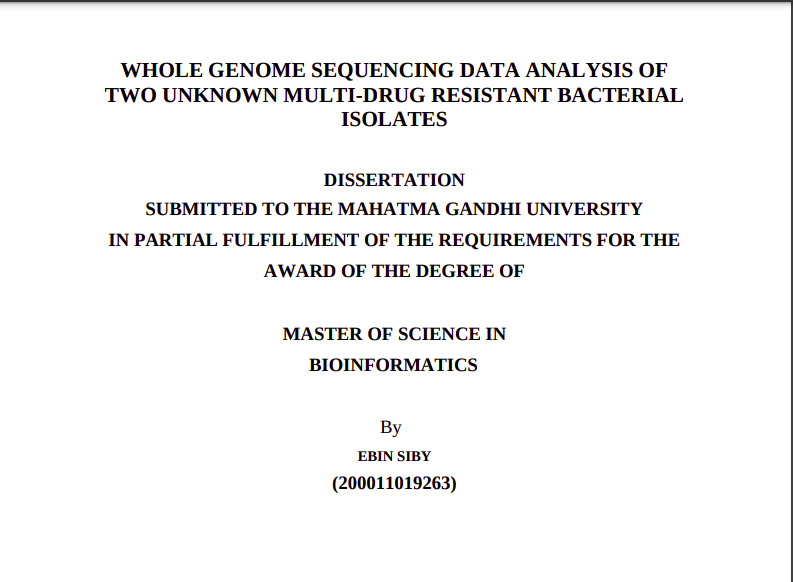 WHOLE GENOME SEQUENCING DATA ANALYSIS OF
TWO UNKNOWN MULTI-DRUG RESISTANT BACTERIAL
ISOLATES
DISSERTATION
SUBMITTED TO THE MAHATMA GANDHI UNIVERSITY
IN PARTIAL FULFILLMENT OF THE REQUIREMENTS FOR THE
AWARD OF THE DEGREE OF
MASTER OF SCIENCE IN
BIOINFORMATICS
By
EBIN SIBY
(200011019263)